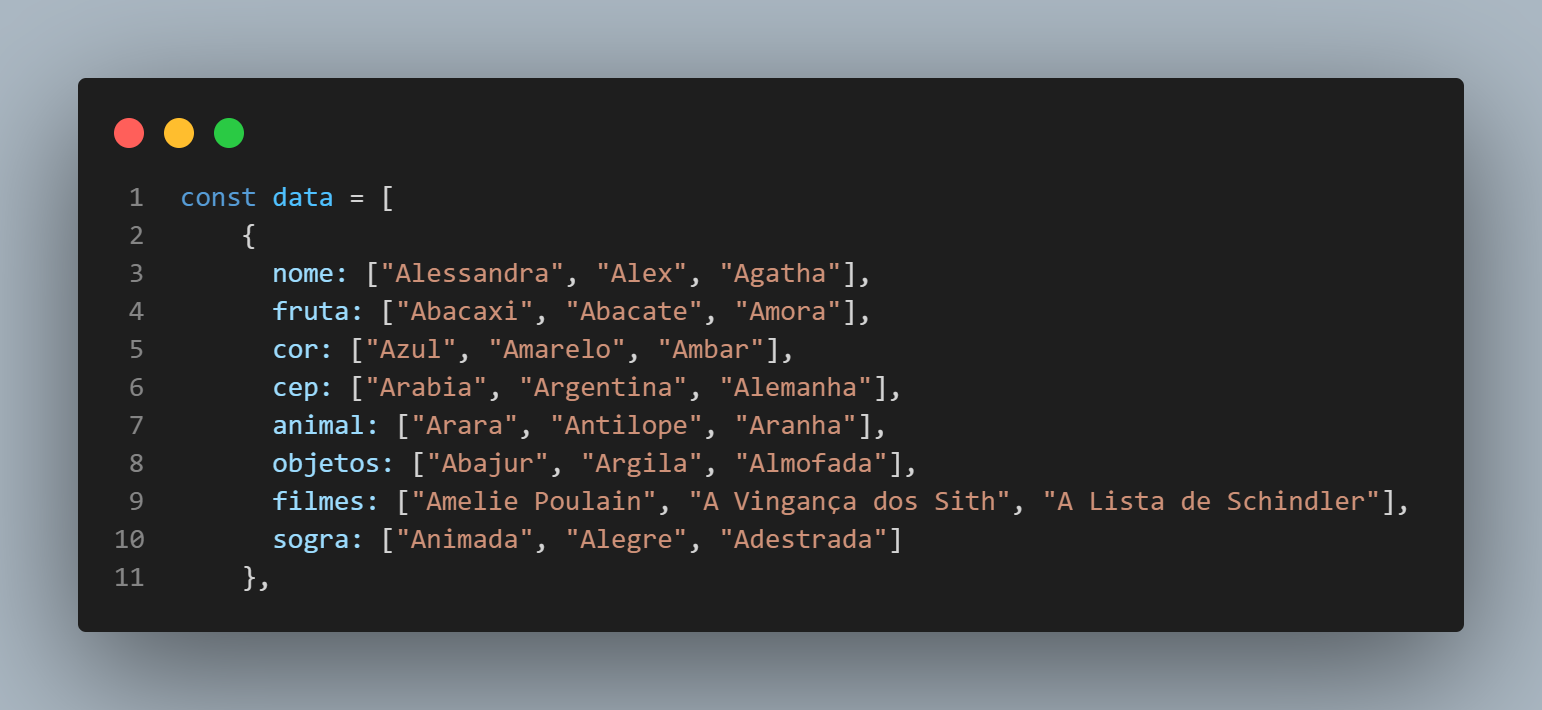 1 const data = [
2 {
3 nome: ["Alessandra", "Alex", "Agatha"],
4 fruta: ["Abacaxi", "Abacate", "Amora"],
5 cor: ["Azul", "Amarelo", "Ambar"],
6 cep: ["Arabia", "Argentina", "Alemanha"],
7 animal: ["Arara", "Antilope", "Aranha"],
8 objetos: ["Abajur", "Argila", "Almofada"],
9 filmes: ["Amelie Poulain", "A Vingança dos Sith", "A Lista de Schindler"],
10 sogra: ["Animada", "Alegre", "Adestrada"]
11 },